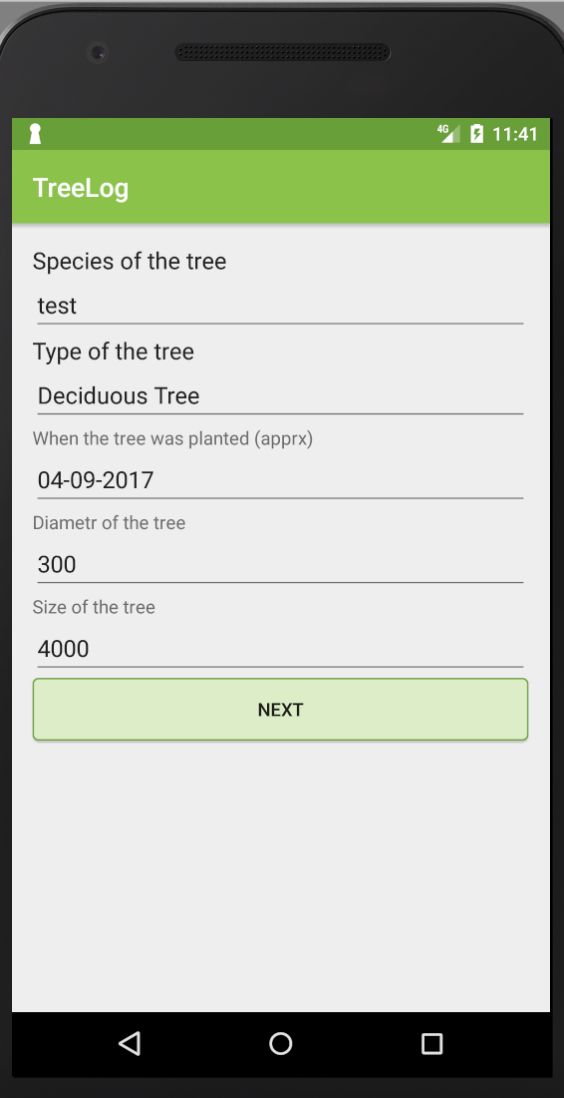 4G 11:41
TreeLog
Species of the tree
test
Type of the tree
Deciduous Tree
When the tree was planted (apprx)
04-09-2017
Diametr of the tree
300
Size of the tree
4000
NEXT